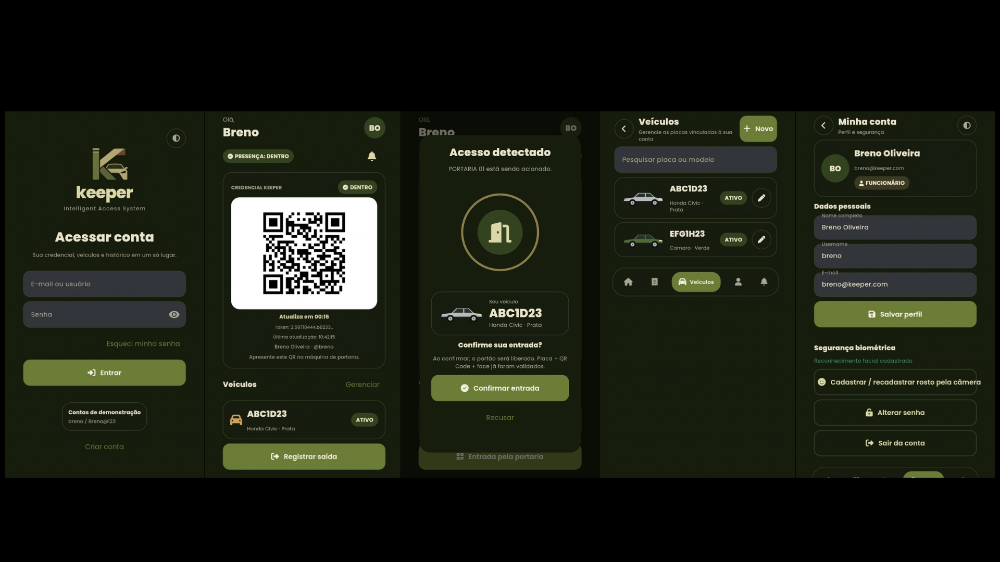 keeper
Intelligent Access System
Acessar conta
Sua credencial, veículos e histórico em um só lugar.
E-mail ou usuário
Senha
Esqueci minha senha
Entrar
Contas de demonstração
breno / Breno@123
Criar conta
Olá,
Breno
BO
PRESENÇA: DENTRO
CREDENCIAL KEEPER
DENTRO
Atualiza em 00:15
Token: 2.59718444.b8233...
Última atualização: 10:42:15
Breno Oliveira · @breno
Apresente este QR na máquina de portaria.
Veículos
Gerenciar
ABC1D23
Honda Civic · Prata
ATIVO
Registrar saída
Olá,
Breno
BO
Acesso detectado
PORTARIA 01 está sendo acionado.
Seu veículo
ABC1D23
Honda Civic · Prata
Confirme sua entrada?
Ao confirmar, o portão será liberado. Placa + QR
Code + face já foram validados.
Confirmar entrada
Recusar
Entrada pela portaria
Veículos
Gerencie as placas vinculadas à sua
conta
Novo
Pesquisar placa ou modelo
ABC1D23
Honda Civic ·
Prata
ATIVO
EFG1H23
Camaro · Verde
ATIVO
Veículos
Minha conta
Perfil e segurança
BO
Breno Oliveira
breno@keeper.com
FUNCIONÁRIO
Dados pessoais
Nome completo
Breno Oliveira
Username
breno
E-mail
breno@keeper.com
Salvar perfil
Segurança biométrica
Reconhecimento facial cadastrado
Cadastrar / recadastrar rosto pela câmera
Alterar senha
Sair da conta